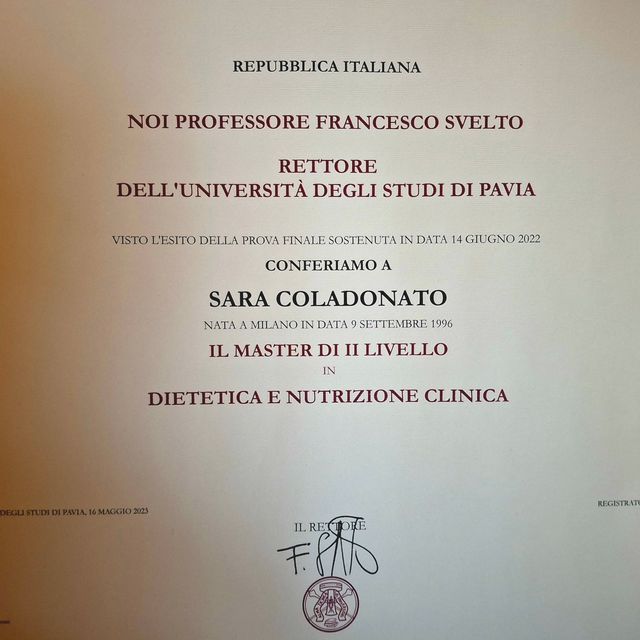 REPUBBLICA ITALIANA
NOI PROFESSORE FRANCESCO SVELTO
RETTORE
DELL'UNIVERSITÀ DEGLI STUDI DI PAVIA
VISTO L'ESITO DELLA PROVA FINALE SOSTENUTA IN DATA 14 GIUGNO 2022
CONFERIAMO A
SARA COLADONATO
NATA A MILANO IN DATA 9 SETTEMBRE 1996
IL MASTER DI II LIVELLO
IN
DIETETICA E NUTRIZIONE CLINICA
DEGLI STUDI DI PAVIA, 16 MAGGIO 2023
REGISTRATO
IL RETTORE